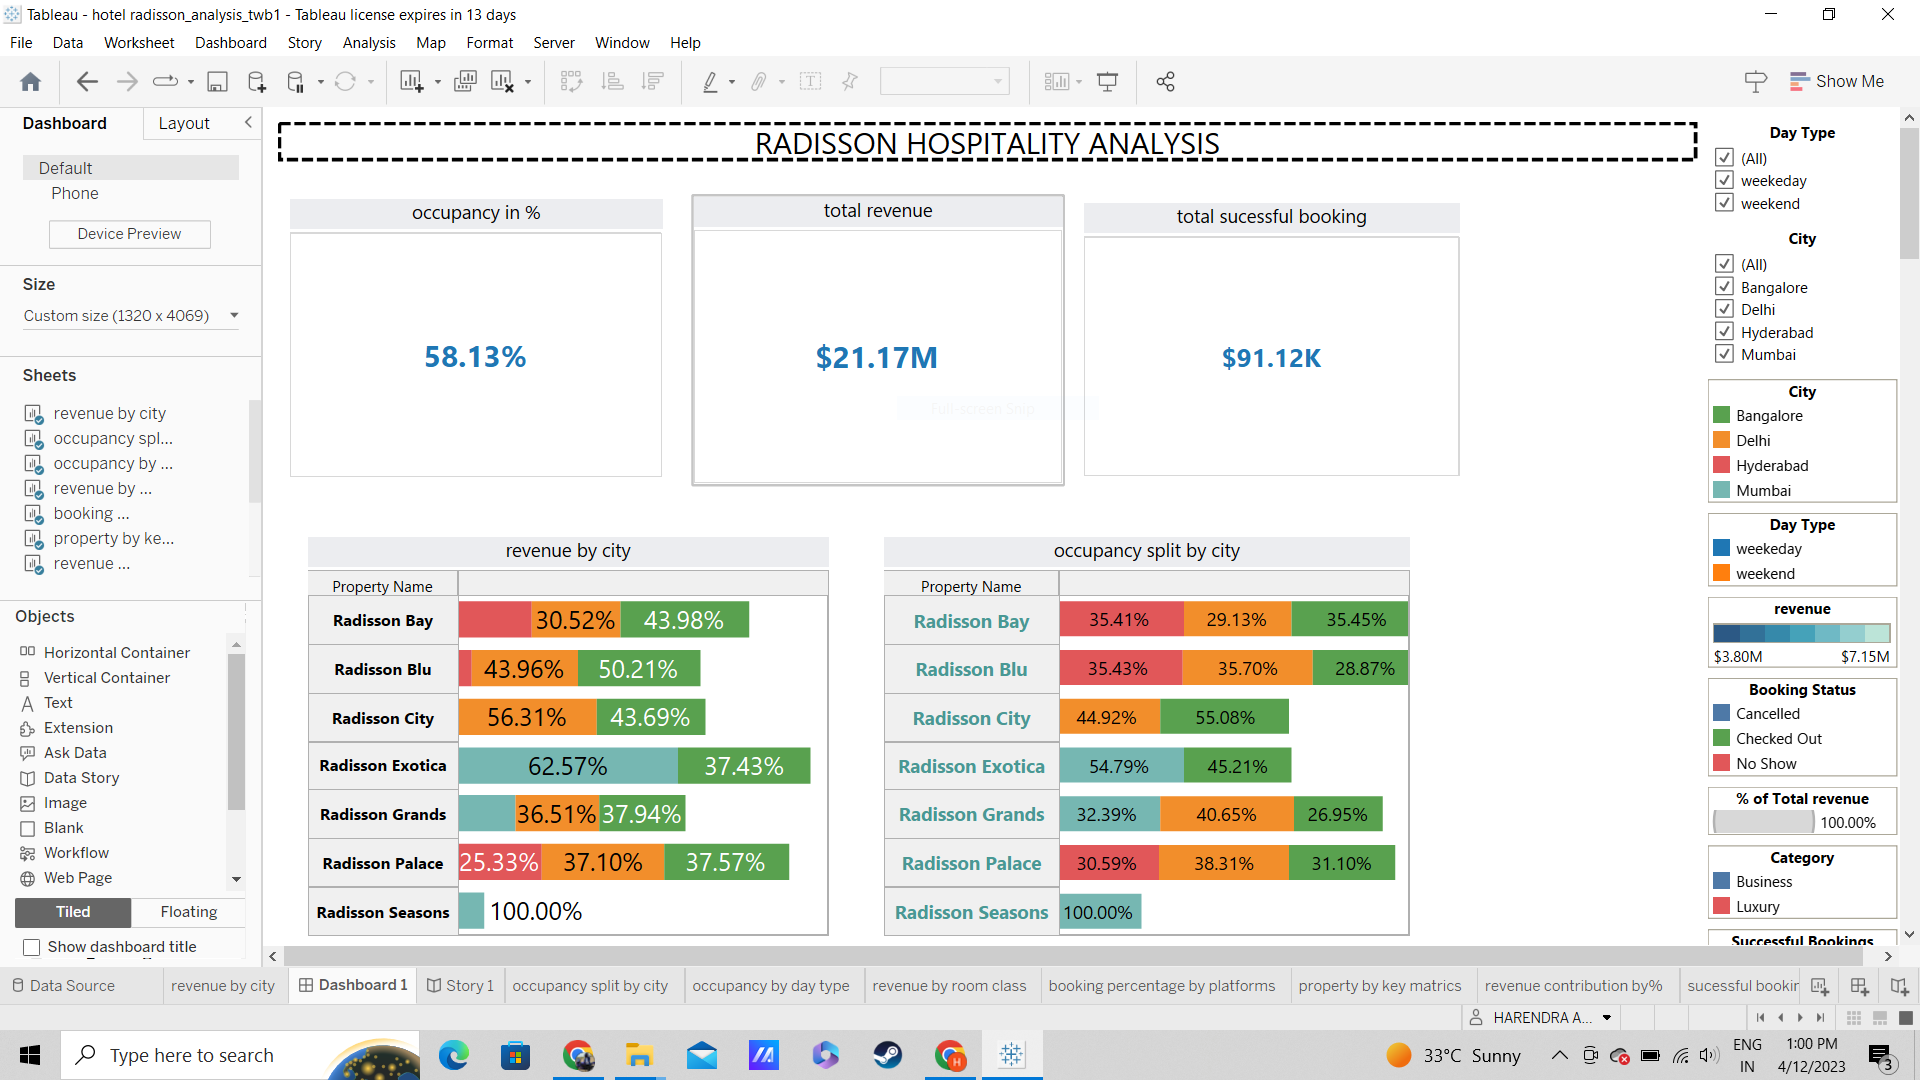 Tableau - hotel radisson_analysis_twb1 - Tableau license expires in 13 days
File Data Worksheet Dashboard Story Analysis Map Format Server Window Help
Show Me
Dashboard Layout
Default
Phone
Device Preview
Size
Custom size (1320 x 4069)
Sheets
revenue by city
occupancy spl...
occupancy by ...
revenue by ...
booking ...
property by ke...
revenue ...
Objects
Horizontal Container
Vertical Container
Text
Extension
Ask Data
Data Story
Image
Blank
Workflow
Web Page
Tiled Floating
Show dashboard title
RADISSON HOSPITALITY ANALYSIS
occupancy in %
58.13%
total revenue
$21.17M
Full-screen Snip
total sucessful booking
$91.12K
revenue by city
Property Name
Radisson Bay 30.52% 43.98%
Radisson Blu 43.96% 50.21%
Radisson City 56.31% 43.69%
Radisson Exotica 62.57% 37.43%
Radisson Grands 36.51% 37.94%
Radisson Palace 25.33% 37.10% 37.57%
Radisson Seasons 100.00%
occupancy split by city
Property Name
Radisson Bay 35.41% 29.13% 35.45%
Radisson Blu 35.43% 35.70% 28.87%
Radisson City 44.92% 55.08%
Radisson Exotica 54.79% 45.21%
Radisson Grands 32.39% 40.65% 26.95%
Radisson Palace 30.59% 38.31% 31.10%
Radisson Seasons 100.00%
Day Type
(All)
weekeday
weekend
City
(All)
Bangalore
Delhi
Hyderabad
Mumbai
City
Bangalore
Delhi
Hyderabad
Mumbai
Day Type
weekeday
weekend
revenue
$3.80M $7.15M
Booking Status
Cancelled
Checked Out
No Show
% of Total revenue
100.00%
Category
Business
Luxury
Successful Bookings
Data Source revenue by city Dashboard 1 Story 1 occupancy split by city occupancy by day type revenue by room class booking percentage by platforms property by key matrics revenue contribution by% sucessful bookin
HARENDRA A...
Type here to search
33°C Sunny
ENG
IN
1:00 PM
4/12/2023
3